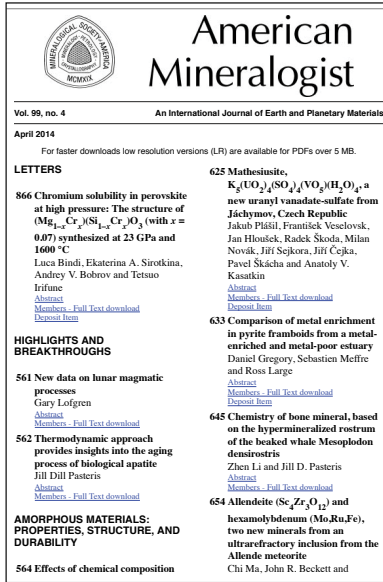 MINERALOGICAL SOCIETY OF AMERICA
MINERALOGY • PETROLOGY
CRYSTALLOGRAPHY
MCMXIX
American
Mineralogist
Vol. 99, no. 4 An International Journal of Earth and Planetary Materials
April 2014
For faster downloads low resolution versions (LR) are available for PDFs over 5 MB.
LETTERS
866 Chromium solubility in perovskite
at high pressure: The structure of
(Mg1–xCrx)(Si1–xCrx)O3 (with x =
0.07) synthesized at 23 GPa and
1600 °C
Luca Bindi, Ekaterina A. Sirotkina,
Andrey V. Bobrov and Tetsuo
Irifune
Abstract
Members - Full Text download
Deposit Item
HIGHLIGHTS AND
BREAKTHROUGHS
561 New data on lunar magmatic
processes
Gary Lofgren
Abstract
Members - Full Text download
562 Thermodynamic approach
provides insights into the aging
process of biological apatite
Jill Dill Pasteris
Abstract
Members - Full Text download
AMORPHOUS MATERIALS:
PROPERTIES, STRUCTURE, AND
DURABILITY
564 Effects of chemical composition
625 Mathesiusite,
K5(UO2)4(SO4)4(VO5)(H2O)4, a
new uranyl vanadate-sulfate from
Jáchymov, Czech Republic
Jakub Plášil, František Veselovsk,
Jan Hloušek, Radek Škoda, Milan
Novák, Jiří Sejkora, Jiří Čejka,
Pavel Škácha and Anatoly V.
Kasatkin
Abstract
Members - Full Text download
Deposit Item
633 Comparison of metal enrichment
in pyrite framboids from a metal-
enriched and metal-poor estuary
Daniel Gregory, Sebastien Meffre
and Ross Large
Abstract
Members - Full Text download
Deposit Item
645 Chemistry of bone mineral, based
on the hypermineralized rostrum
of the beaked whale Mesoplodon
densirostris
Zhen Li and Jill D. Pasteris
Abstract
Members - Full Text download
654 Allendeite (Sc4Zr3O12) and
hexamolybdenum (Mo,Ru,Fe),
two new minerals from an
ultrarefractory inclusion from the
Allende meteorite
Chi Ma, John R. Beckett and